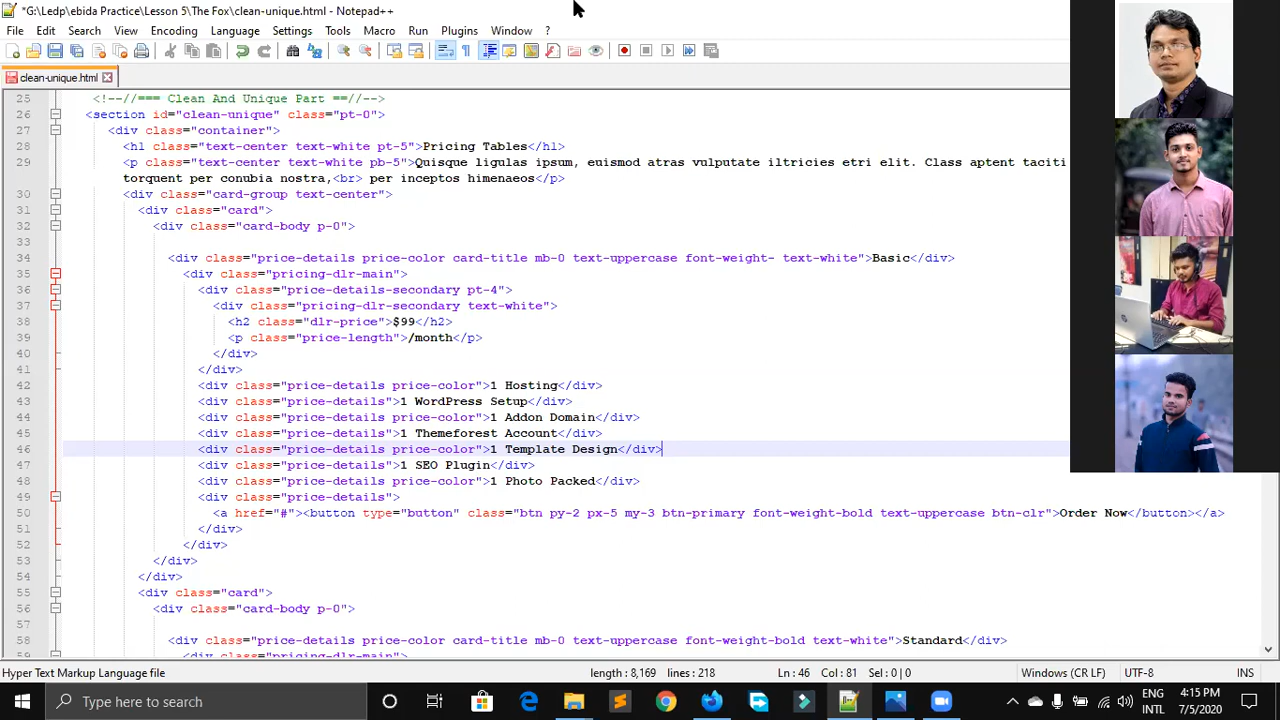 *G:\Ledp\ebida Practice\Lesson 5\The Fox\clean-unique.html - Notepad++
File Edit Search View Encoding Language Settings Tools Macro Run Plugins Window ?
clean-unique.html
25 <!--//=== Clean And Unique Part ==//-->
26 <section id="clean-unique" class="pt-0">
27 <div class="container">
28 <h1 class="text-center text-white pt-5">Pricing Tables</h1>
29 <p class="text-center text-white pb-5">Quisque ligulas ipsum, euismod atras vulputate iltricies etri elit. Class aptent taciti
torquent per conubia nostra,<br> per inceptos himenaeos</p>
30 <div class="card-group text-center">
31 <div class="card">
32 <div class="card-body p-0">
33
34 <div class="price-details price-color card-title mb-0 text-uppercase font-weight- text-white">Basic</div>
35 <div class="pricing-dlr-main">
36 <div class="price-details-secondary pt-4">
37 <div class="pricing-dlr-secondary text-white">
38 <h2 class="dlr-price">$99</h2>
39 <p class="price-length">/month</p>
40 </div>
41 </div>
42 <div class="price-details price-color">1 Hosting</div>
43 <div class="price-details price-color">1 WordPress Setup</div>
44 <div class="price-details price-color">1 Addon Domain</div>
45 <div class="price-details price-color">1 Themeforest Account</div>
46 <div class="price-details price-color">1 Template Design</div>
47 <div class="price-details price-color">1 SEO Plugin</div>
48 <div class="price-details price-color">1 Photo Packed</div>
49 <div class="price-details">
50 <a href="#"><button type="button" class="btn py-2 px-5 my-3 btn-primary font-weight-bold text-uppercase btn-clr">Order Now</button></a>
51 </div>
52 </div>
53 </div>
54 </div>
55 <div class="card">
56 <div class="card-body p-0">
57
58 <div class="price-details price-color card-title mb-0 text-uppercase font-weight-bold text-white">Standard</div>
59 <div class="pricing-dlr-main">
Hyper Text Markup Language file length : 8,169 lines : 218 Ln : 46 Col : 81 Sel : 0 | 0 Windows (CR LF) UTF-8 INS
Type here to search
ENG
INTL
4:15 PM
7/5/2020